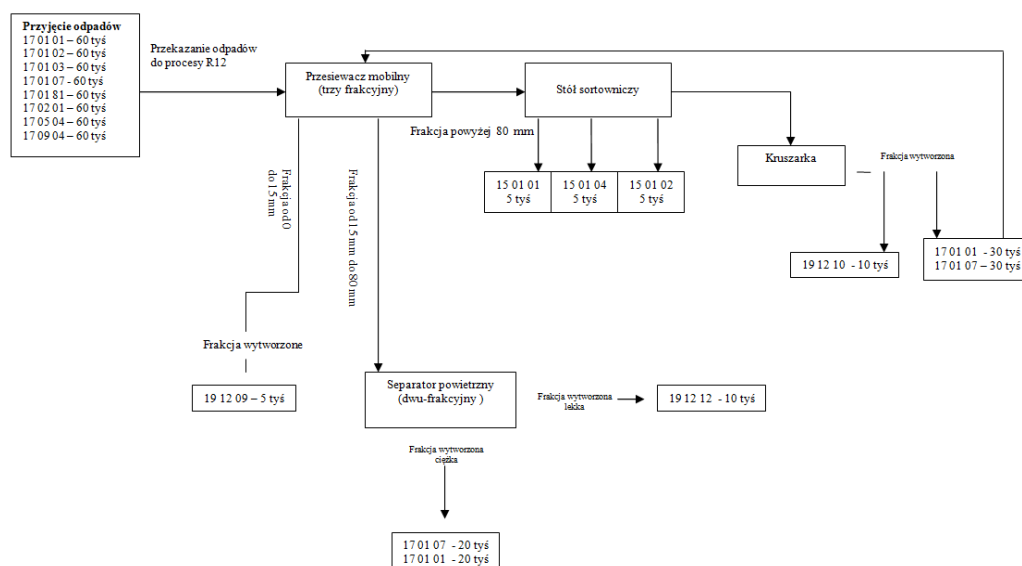 Przyjęcie odpadów
17 01 01 – 60 tyś
17 01 02 – 60 tyś
17 01 03 – 60 tyś
17 01 07 - 60 tyś
17 01 81 – 60 tyś
17 02 01 – 60 tyś
17 05 04 – 60 tyś
17 09 04 – 60 tyś
Przekazanie odpadów
do procesy R12
Przesiewacz mobilny
(trzy frakcyjny)
Stół sortowniczy
Frakcja powyżej 80 mm
15 01 01
5 tyś
15 01 04
5 tyś
15 01 02
5 tyś
Kruszarka
Frakcja wytworzona
19 12 10 - 10 tyś
17 01 01 - 30 tyś
17 01 07 – 30 tyś
Frakcja od 0
do 15 mm
Frakcja od 15 mm do 80 mm
Frakcja wytworzone
19 12 09 – 5 tyś
Separator powietrzny
(dwu-frakcyjny )
Frakcja wytworzona
lekka
19 12 12 - 10 tyś
Frakcja wytworzona
ciężka
17 01 07 - 20 tyś
17 01 01 - 20 tyś